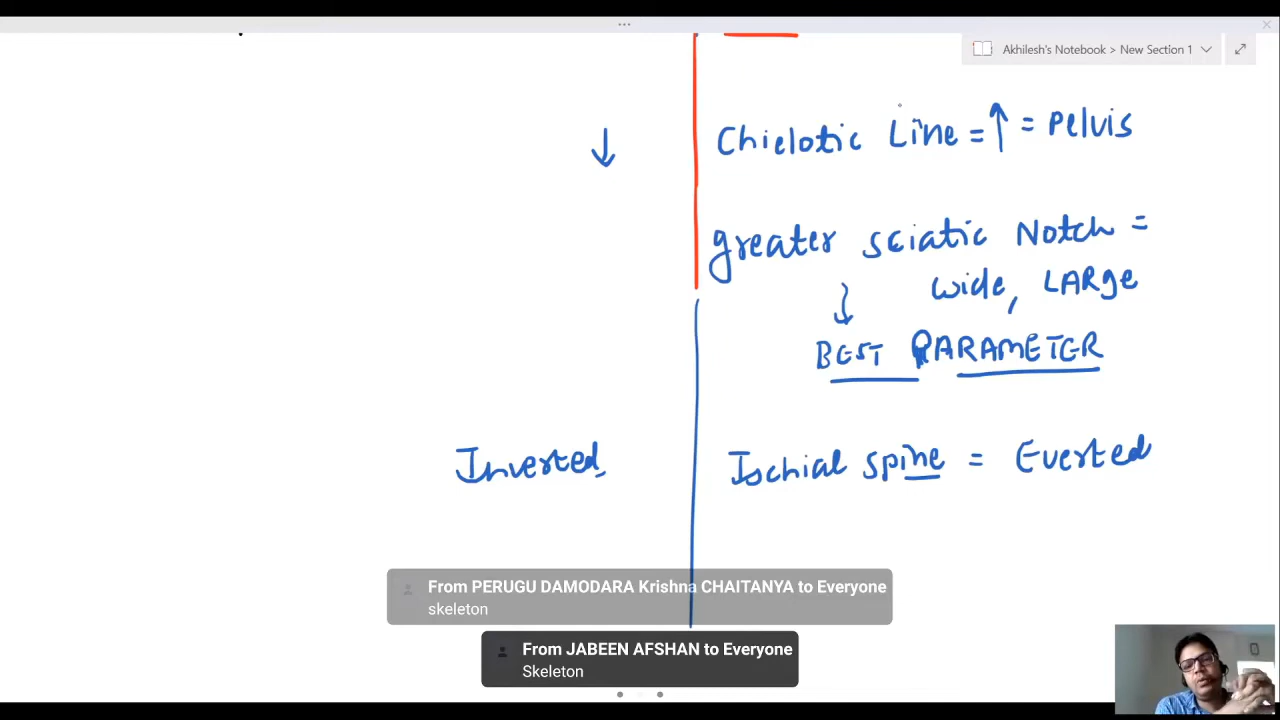 Akhilesh's Notebook > New Section 1
↓
Chielotic Line = ↑ = Pelvis
greater sciatic Notch =
wide, LARge
↓
BEST PARAMETER
Inverted
Ischial spine = Everted
From PERUGU DAMODARA Krishna CHAITANYA to Everyone
skeleton
From JABEEN AFSHAN to Everyone
Skeleton